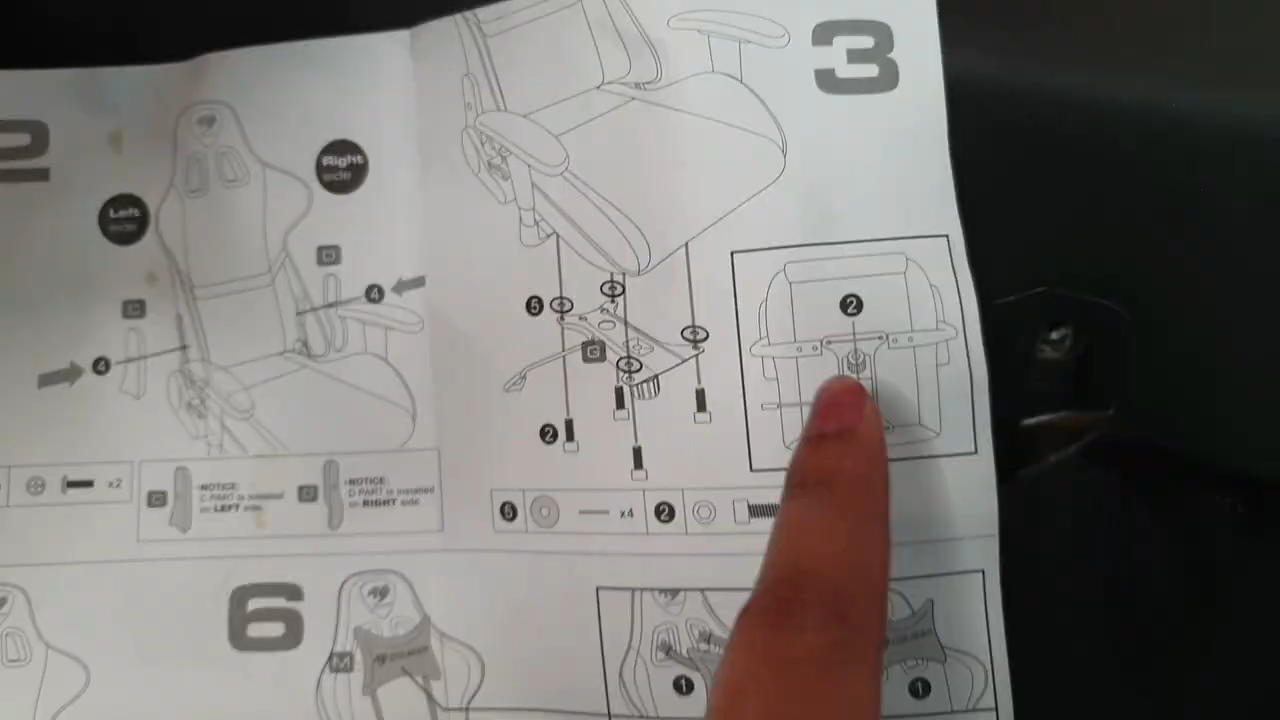 2
3
Right
side
Left
side
D
4
C
4
5
G
2
2
x2
C
NOTICE:
C PART is installed
on LEFT side.
D
NOTICE:
D PART is installed
on RIGHT side.
5
x4
2
6
M
COUGAR
1
1